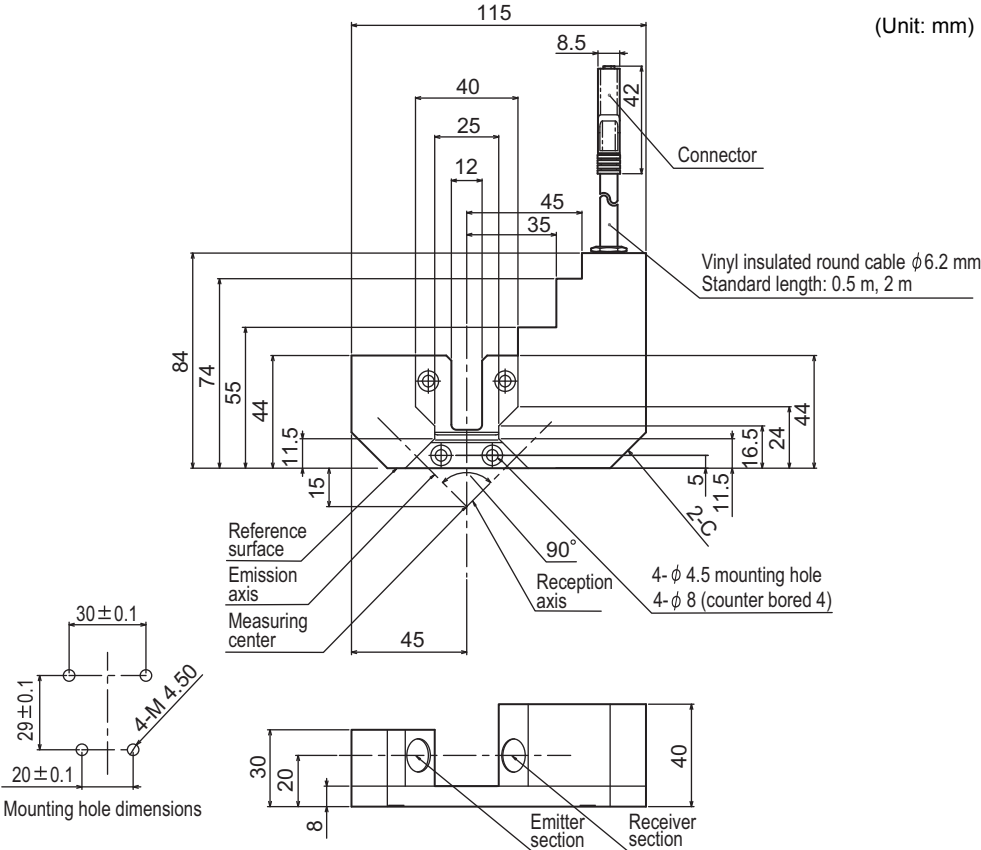 115
(Unit: mm)
8.5
40
42
25
Connector
12
45
35
Vinyl insulated round cable ϕ6.2 mm
Standard length: 0.5 m, 2 m
84
74
55
44
11.5
15
44
24
16.5
5
11.5
2-C
Reference
surface
90°
Emission
axis
Reception
axis
4-ϕ 4.5 mounting hole
4-ϕ 8 (counter bored 4)
Measuring
center
45
30±0.1
29±0.1
4-M 4.50
20±0.1
Mounting hole dimensions
30
20
8
40
Emitter
section
Receiver
section